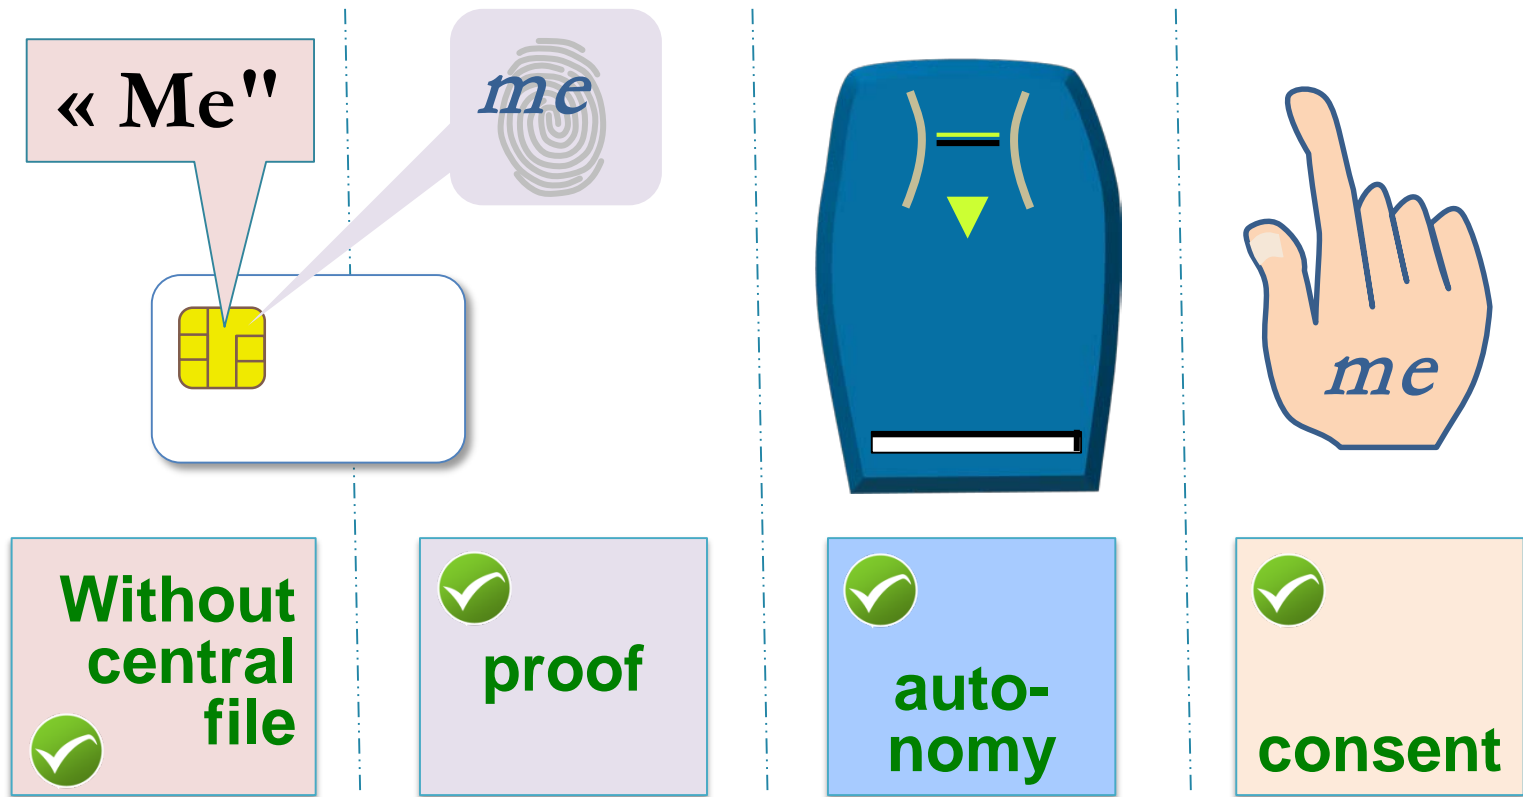 « Me"
me
me
Without
central
file
proof
auto-
nomy
consent